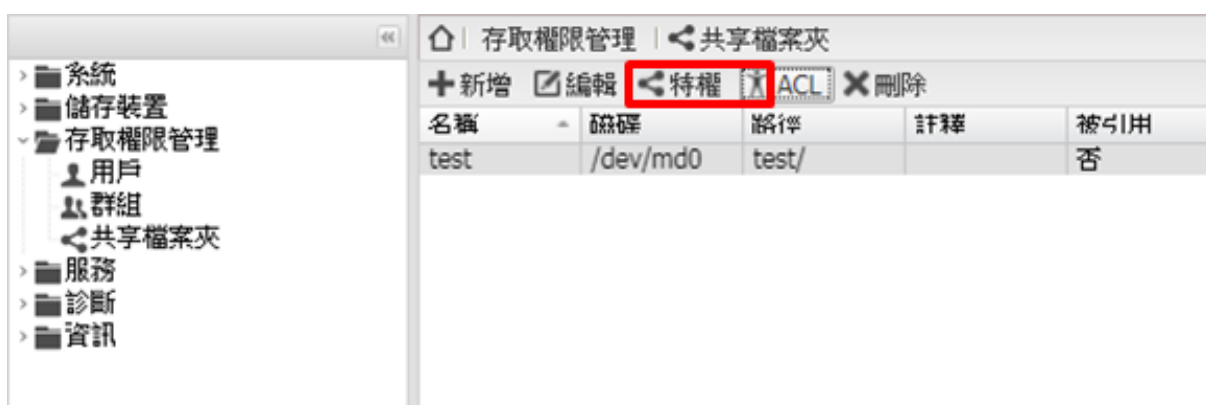 存取權限管理 共享檔案夾
新增 編輯 特權 ACL 刪除
名稱 磁碟 路徑 註釋 被引用
test /dev/md0 test/ 否
系統
儲存裝置
存取權限管理
用戶
群組
共享檔案夾
服務
診斷
資訊